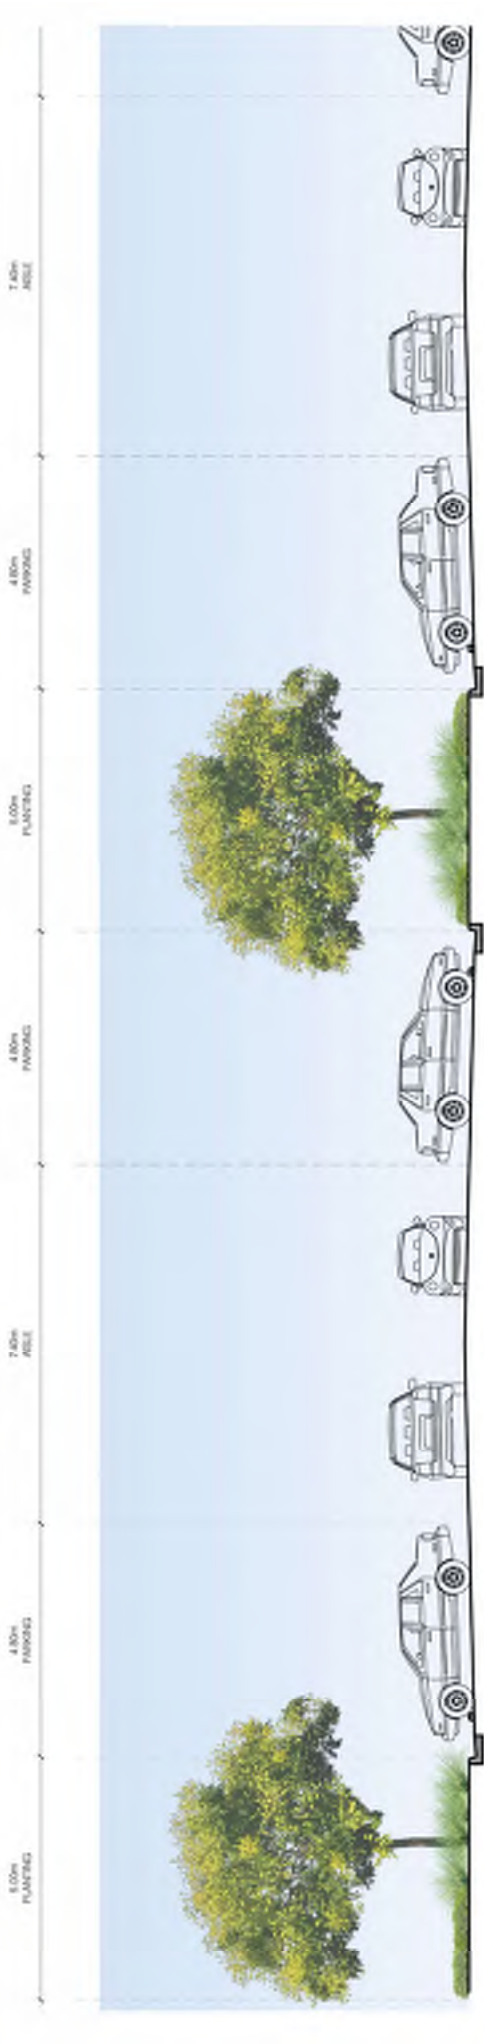 5.00m
PLANTING
4.80m
PARKING
7.40m
AISLE
4.80m
PARKING
5.00m
PLANTING
4.80m
PARKING
7.40m
AISLE